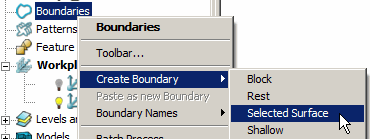 Boundaries
Patterns
Feature
Workpl
Levels an
Models
Boundaries
Toolbar...
Create Boundary
Paste as new Boundary
Boundary Names
Batch Process
Block
Rest
Selected Surface
Shallow